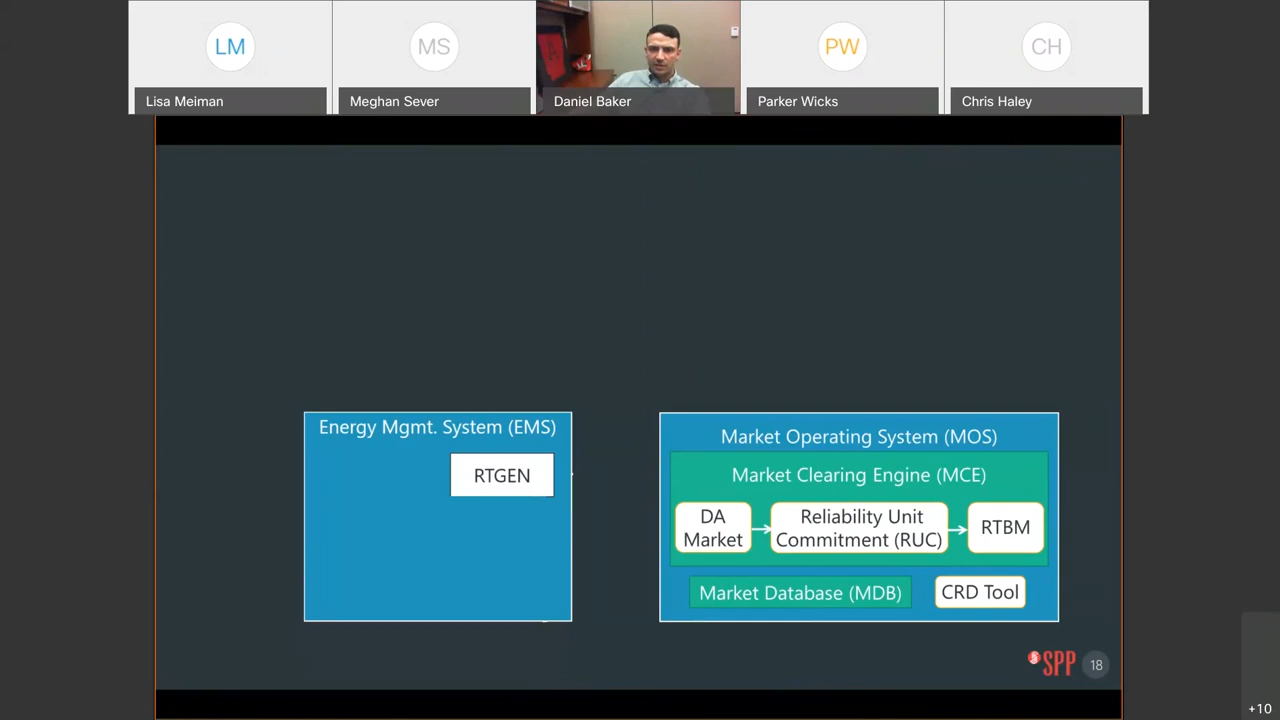 LM
MS
PW
CH
Lisa Meiman
Meghan Sever
Daniel Baker
Parker Wicks
Chris Haley
Energy Mgmt. System (EMS)
RTGEN
Market Operating System (MOS)
Market Clearing Engine (MCE)
DA
Market
Reliability Unit
Commitment (RUC)
RTBM
Market Database (MDB)
CRD Tool
SPP
18
+10